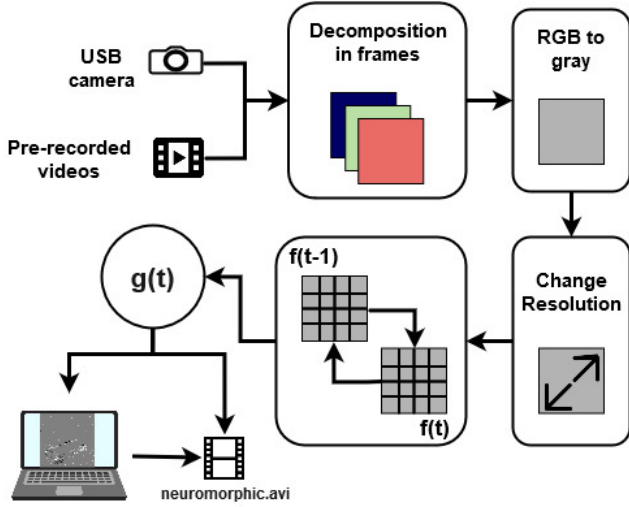 USB
camera
Pre-recorded
videos
Decomposition
in frames
RGB to
gray
Change
Resolution
f(t-1)
f(t)
g(t)
neuromorphic.avi